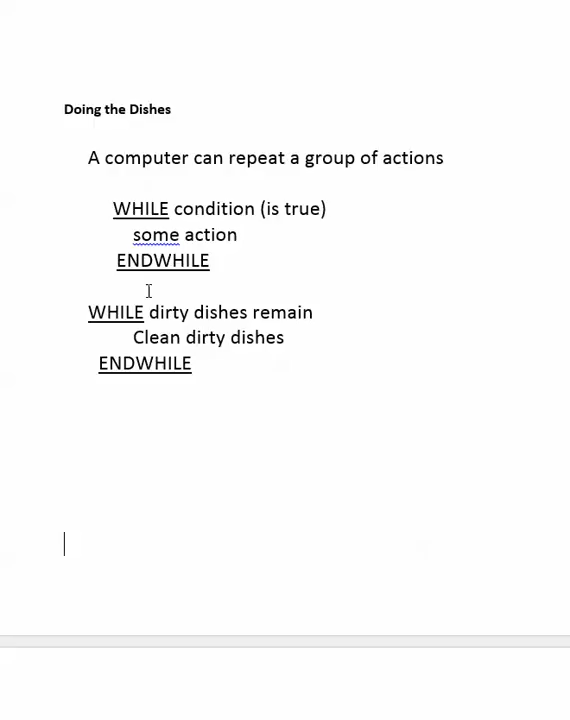 Doing the Dishes
A computer can repeat a group of actions
WHILE condition (is true)
some action
ENDWHILE
WHILE dirty dishes remain
Clean dirty dishes
ENDWHILE